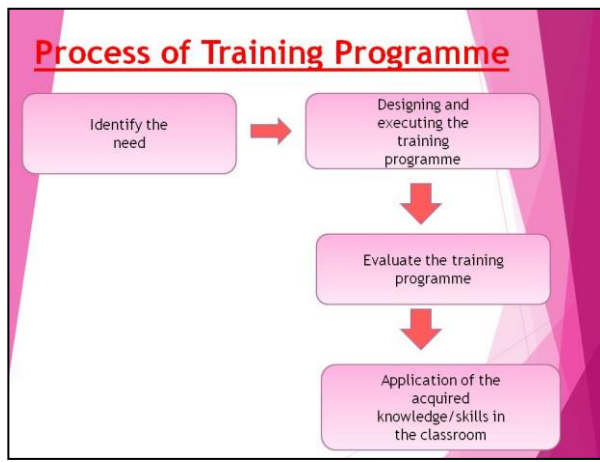 Process of Training Programme
Identify the
need
Designing and
executing the
training
programme
Evaluate the training
programme
Application of the
acquired
knowledge/skills in
the classroom